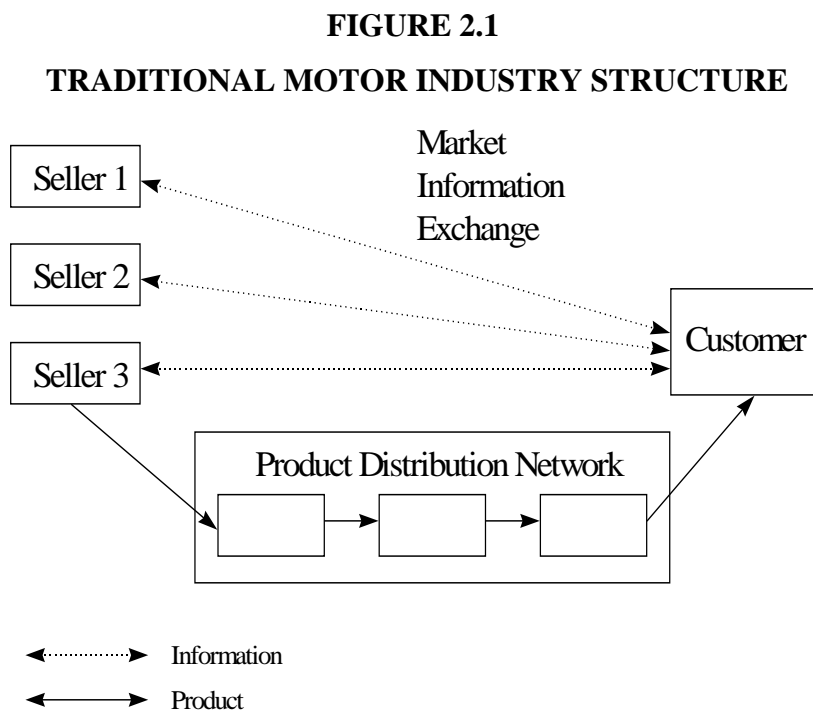 FIGURE 2.1
TRADITIONAL MOTOR INDUSTRY STRUCTURE
Market
Information
Exchange
Seller 1
Seller 2
Seller 3
Customer
Product Distribution Network
Information
Product